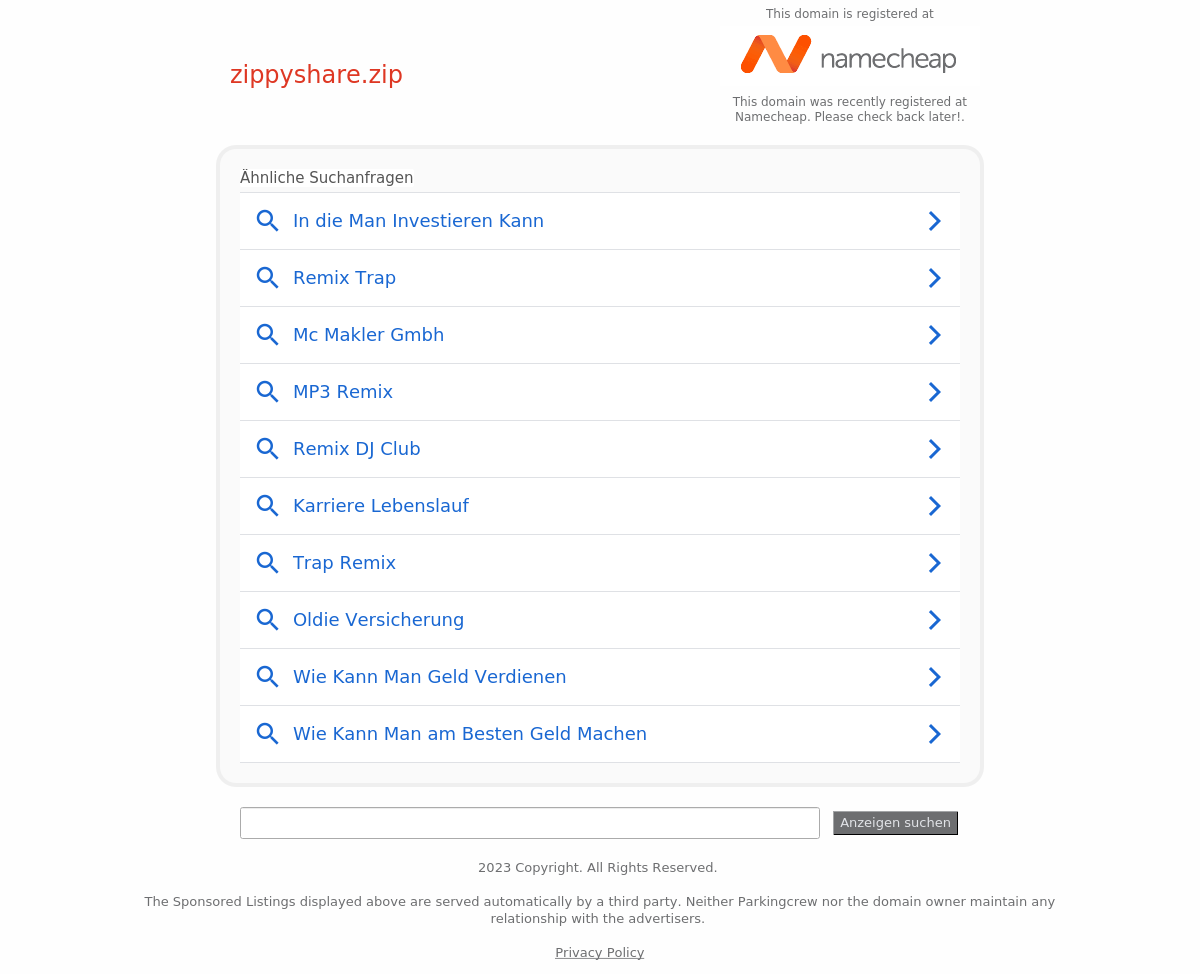 This domain is registered at
namecheap
zippyshare.zip
This domain was recently registered at
Namecheap. Please check back later!.
Ähnliche Suchanfragen
In die Man Investieren Kann
Remix Trap
Mc Makler Gmbh
MP3 Remix
Remix DJ Club
Karriere Lebenslauf
Trap Remix
Oldie Versicherung
Wie Kann Man Geld Verdienen
Wie Kann Man am Besten Geld Machen
Anzeigen suchen
2023 Copyright. All Rights Reserved.
The Sponsored Listings displayed above are served automatically by a third party. Neither Parkingcrew nor the domain owner maintain any
relationship with the advertisers.
Privacy Policy